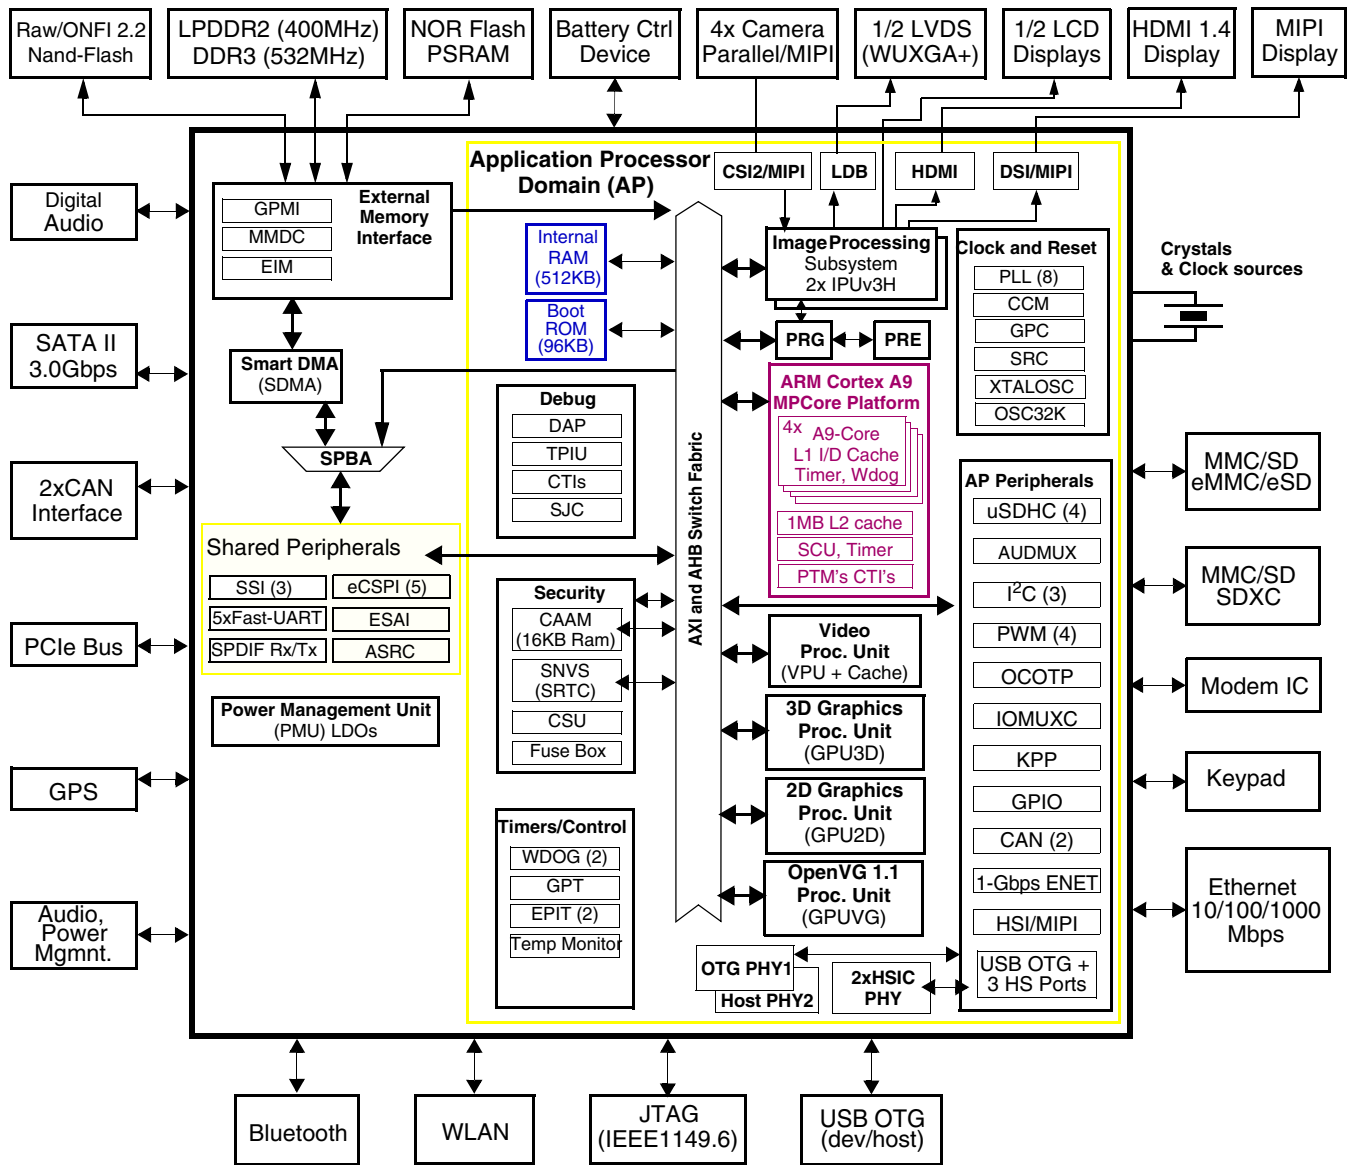 Raw/ONFI 2.2
Nand-Flash
LPDDR2 (400MHz)
DDR3 (532MHz)
NOR Flash
PSRAM
Battery Ctrl
Device
4x Camera
Parallel/MIPI
1/2 LVDS
(WUXGA+)
1/2 LCD
Displays
HDMI 1.4
Display
MIPI
Display
Digital
Audio
SATA II
3.0Gbps
2xCAN
Interface
PCIe Bus
GPS
Audio,
Power
Mgmnt.
External
Memory
Interface
GPMI
MMDC
EIM
Smart DMA
(SDMA)
SPBA
Shared Peripherals
SSI (3)
eCSPI (5)
5xFast-UART
ESAI
SPDIF Rx/Tx
ASRC
Power Management Unit
(PMU) LDOs
Application Processor
Domain (AP)
Internal
RAM
(512KB)
Boot
ROM
(96KB)
Debug
DAP
TPIU
CTIs
SJC
Security
CAAM
(16KB Ram)
SNVS
(SRTC)
CSU
Fuse Box
Timers/Control
WDOG (2)
GPT
EPIT (2)
Temp Monitor
AXI and AHB Switch Fabric
CSI2/MIPI
LDB
HDMI
DSI/MIPI
Image Processing
Subsystem
2x IPUv3H
PRG
PRE
ARM Cortex A9
MPCore Platform
4x
A9-Core
L1 I/D Cache
Timer, Wdog
1MB L2 cache
SCU, Timer
PTM's CTI's
Video
Proc. Unit
(VPU + Cache)
3D Graphics
Proc. Unit
(GPU3D)
2D Graphics
Proc. Unit
(GPU2D)
OpenVG 1.1
Proc. Unit
(GPUVG)
OTG PHY1
Host PHY2
2xHSIC
PHY
Clock and Reset
PLL (8)
CCM
GPC
SRC
XTALOSC
OSC32K
AP Peripherals
uSDHC (4)
AUDMUX
I²C (3)
PWM (4)
OCOTP
IOMUXC
KPP
GPIO
CAN (2)
1-Gbps ENET
HSI/MIPI
USB OTG +
3 HS Ports
Crystals
& Clock sources
MMC/SD
eMMC/eSD
MMC/SD
SDXC
Modem IC
Keypad
Ethernet
10/100/1000
Mbps
Bluetooth
WLAN
JTAG
(IEEE1149.6)
USB OTG
(dev/host)